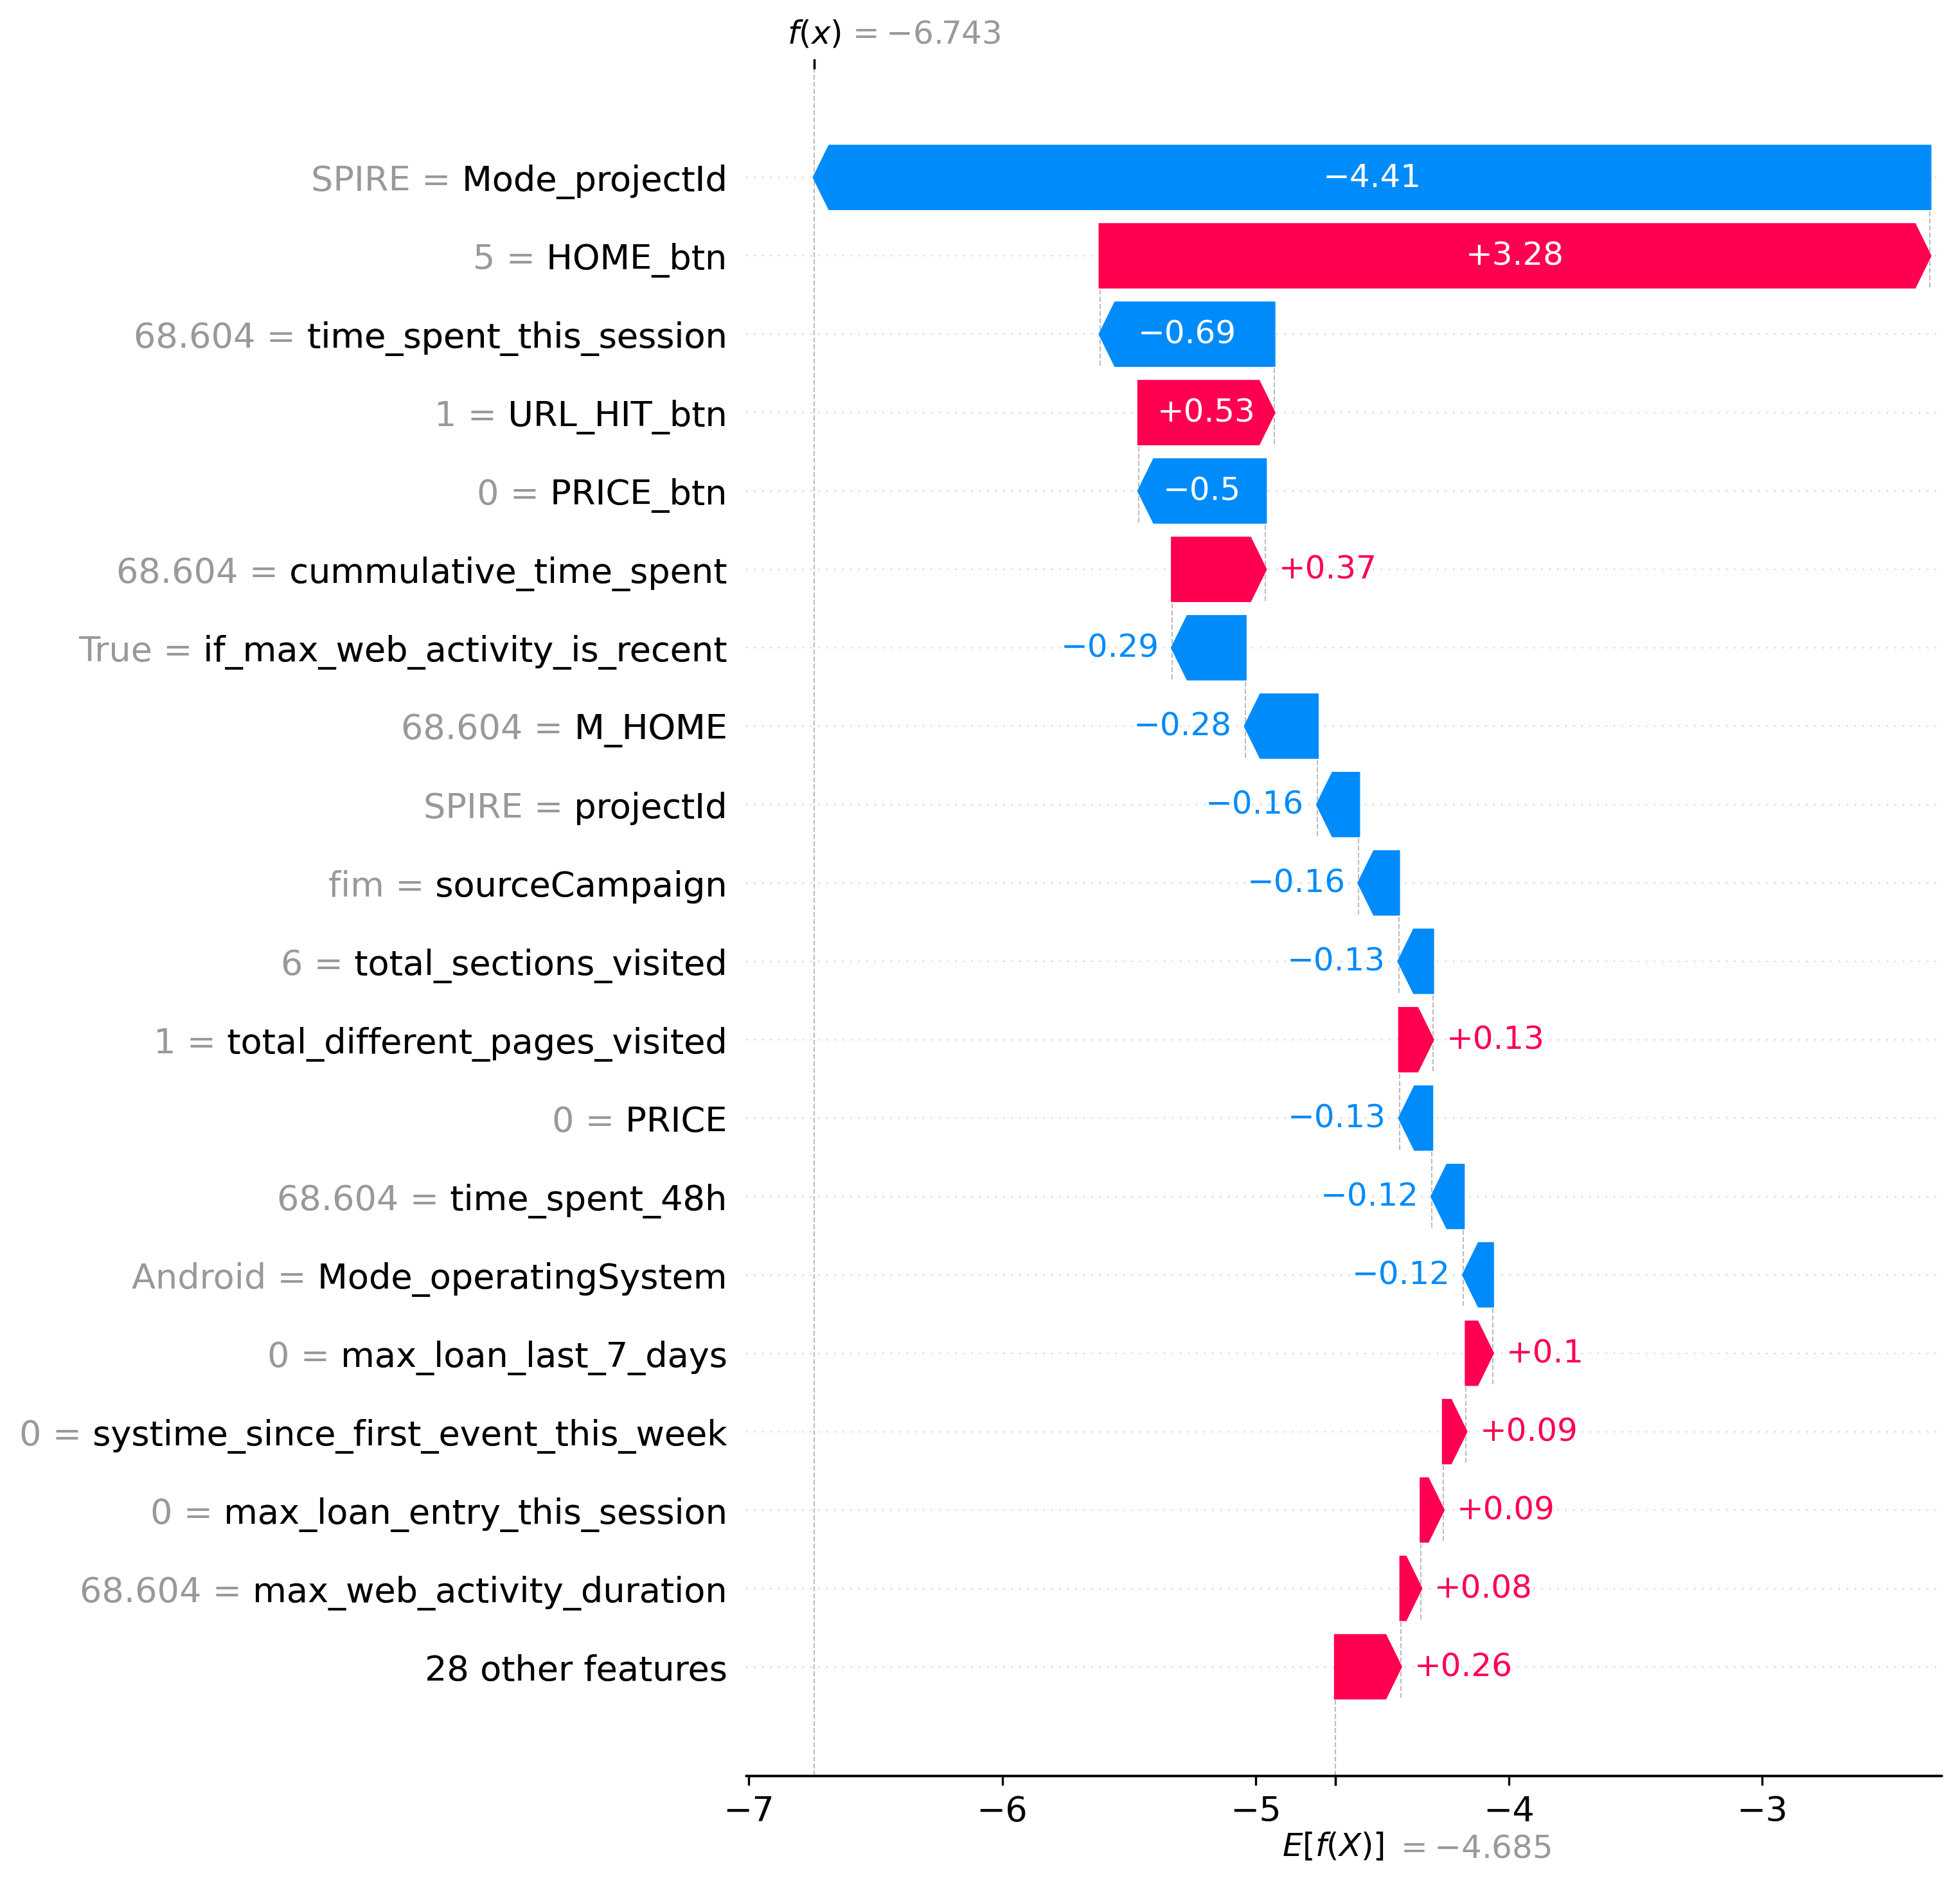 f(x) = −6.743
SPIRE = Mode_projectId −4.41
5 = HOME_btn +3.28
68.604 = time_spent_this_session −0.69
1 = URL_HIT_btn +0.53
0 = PRICE_btn −0.5
68.604 = cummulative_time_spent +0.37
True = if_max_web_activity_is_recent −0.29
68.604 = M_HOME −0.28
SPIRE = projectId −0.16
fim = sourceCampaign −0.16
6 = total_sections_visited −0.13
1 = total_different_pages_visited +0.13
0 = PRICE −0.13
68.604 = time_spent_48h −0.12
Android = Mode_operatingSystem −0.12
0 = max_loan_last_7_days +0.1
0 = systime_since_first_event_this_week +0.09
0 = max_loan_entry_this_session +0.09
68.604 = max_web_activity_duration +0.08
28 other features +0.26
−7 −6 −5 −4 −3
E[f(X)] = −4.685